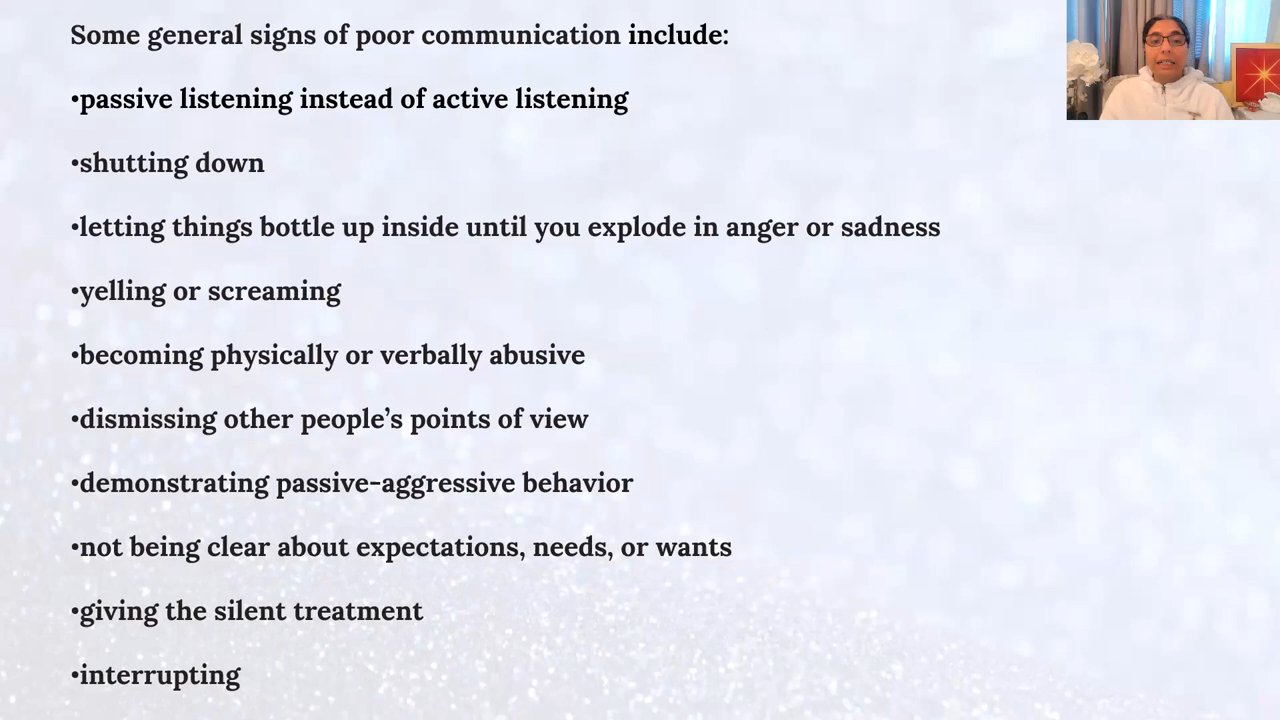 Some general signs of poor communication include:
•passive listening instead of active listening
•shutting down
•letting things bottle up inside until you explode in anger or sadness
•yelling or screaming
•becoming physically or verbally abusive
•dismissing other people’s points of view
•demonstrating passive-aggressive behavior
•not being clear about expectations, needs, or wants
•giving the silent treatment
•interrupting